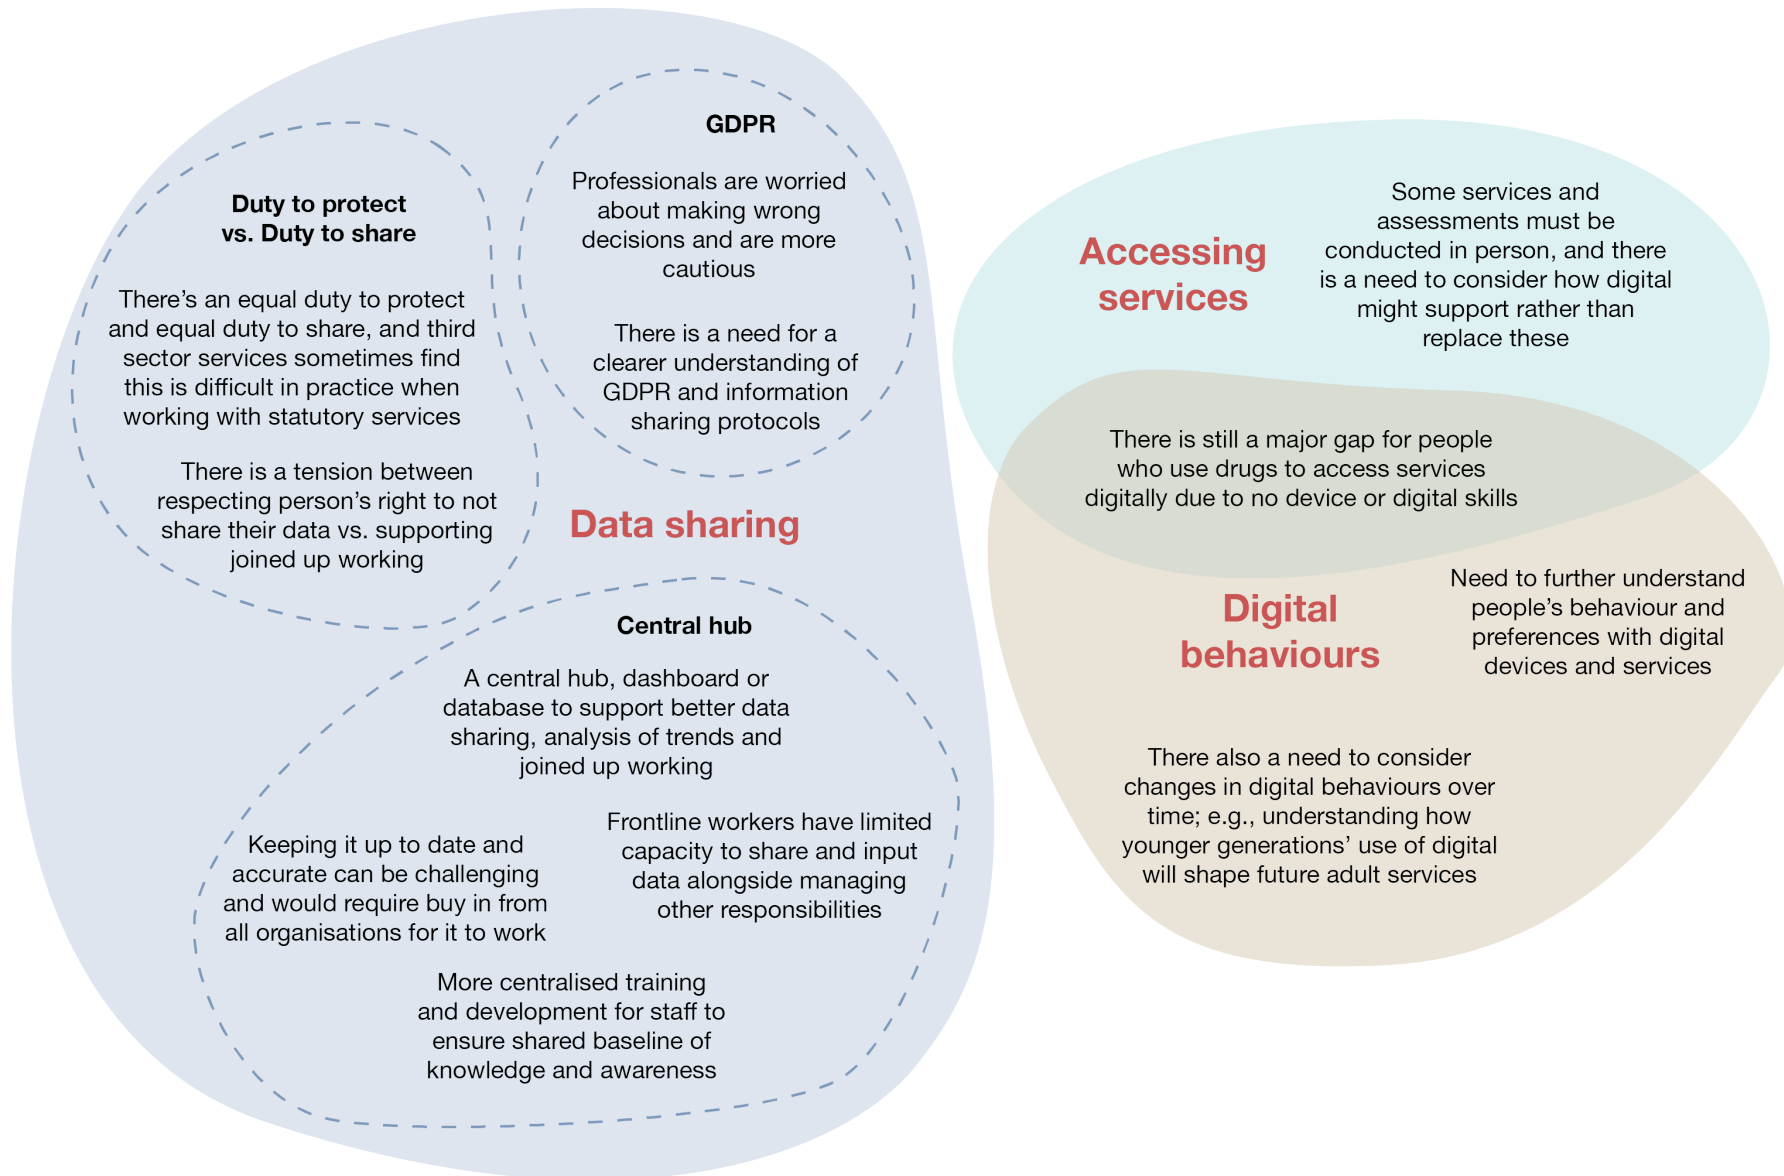 Duty to protect
vs. Duty to share
There’s an equal duty to protect
and equal duty to share, and third
sector services sometimes find
this is difficult in practice when
working with statutory services
There is a tension between
respecting person’s right to not
share their data vs. supporting
joined up working
GDPR
Professionals are worried
about making wrong
decisions and are more
cautious
There is a need for a
clearer understanding of
GDPR and information
sharing protocols
Data sharing
Central hub
A central hub, dashboard or
database to support better data
sharing, analysis of trends and
joined up working
Keeping it up to date and
accurate can be challenging
and would require buy in from
all organisations for it to work
Frontline workers have limited
capacity to share and input
data alongside managing
other responsibilities
More centralised training
and development for staff to
ensure shared baseline of
knowledge and awareness
Accessing
services
Some services and
assessments must be
conducted in person, and there
is a need to consider how digital
might support rather than
replace these
There is still a major gap for people
who use drugs to access services
digitally due to no device or digital skills
Digital
behaviours
Need to further understand
people’s behaviour and
preferences with digital
devices and services
There also a need to consider
changes in digital behaviours over
time; e.g., understanding how
younger generations’ use of digital
will shape future adult services